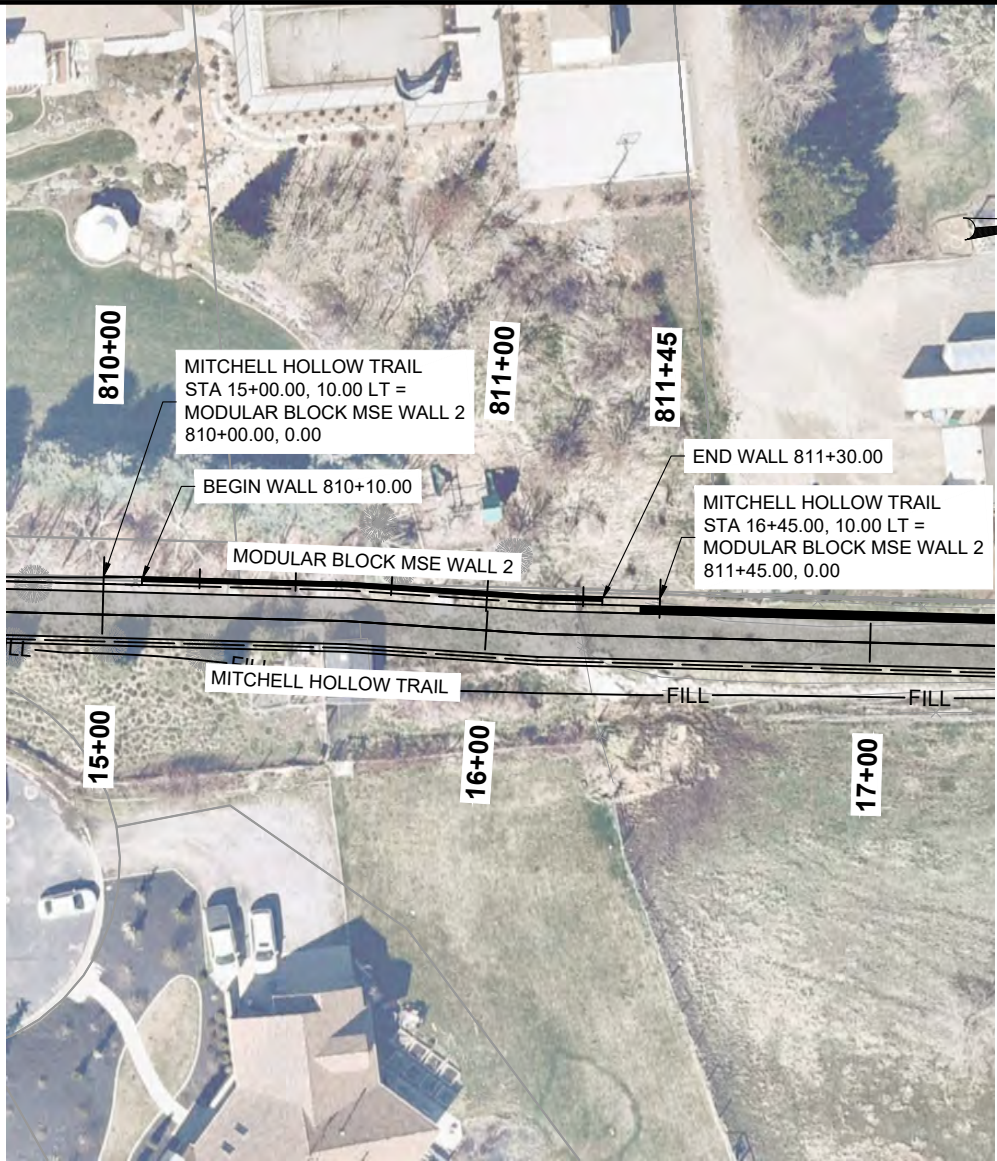 810+00
811+00
811+45
MITCHELL HOLLOW TRAIL
STA 15+00.00, 10.00 LT =
MODULAR BLOCK MSE WALL 2
810+00.00, 0.00
BEGIN WALL 810+10.00
END WALL 811+30.00
MITCHELL HOLLOW TRAIL
STA 16+45.00, 10.00 LT =
MODULAR BLOCK MSE WALL 2
811+45.00, 0.00
MODULAR BLOCK MSE WALL 2
MITCHELL HOLLOW TRAIL
FILL
FILL
15+00
16+00
17+00